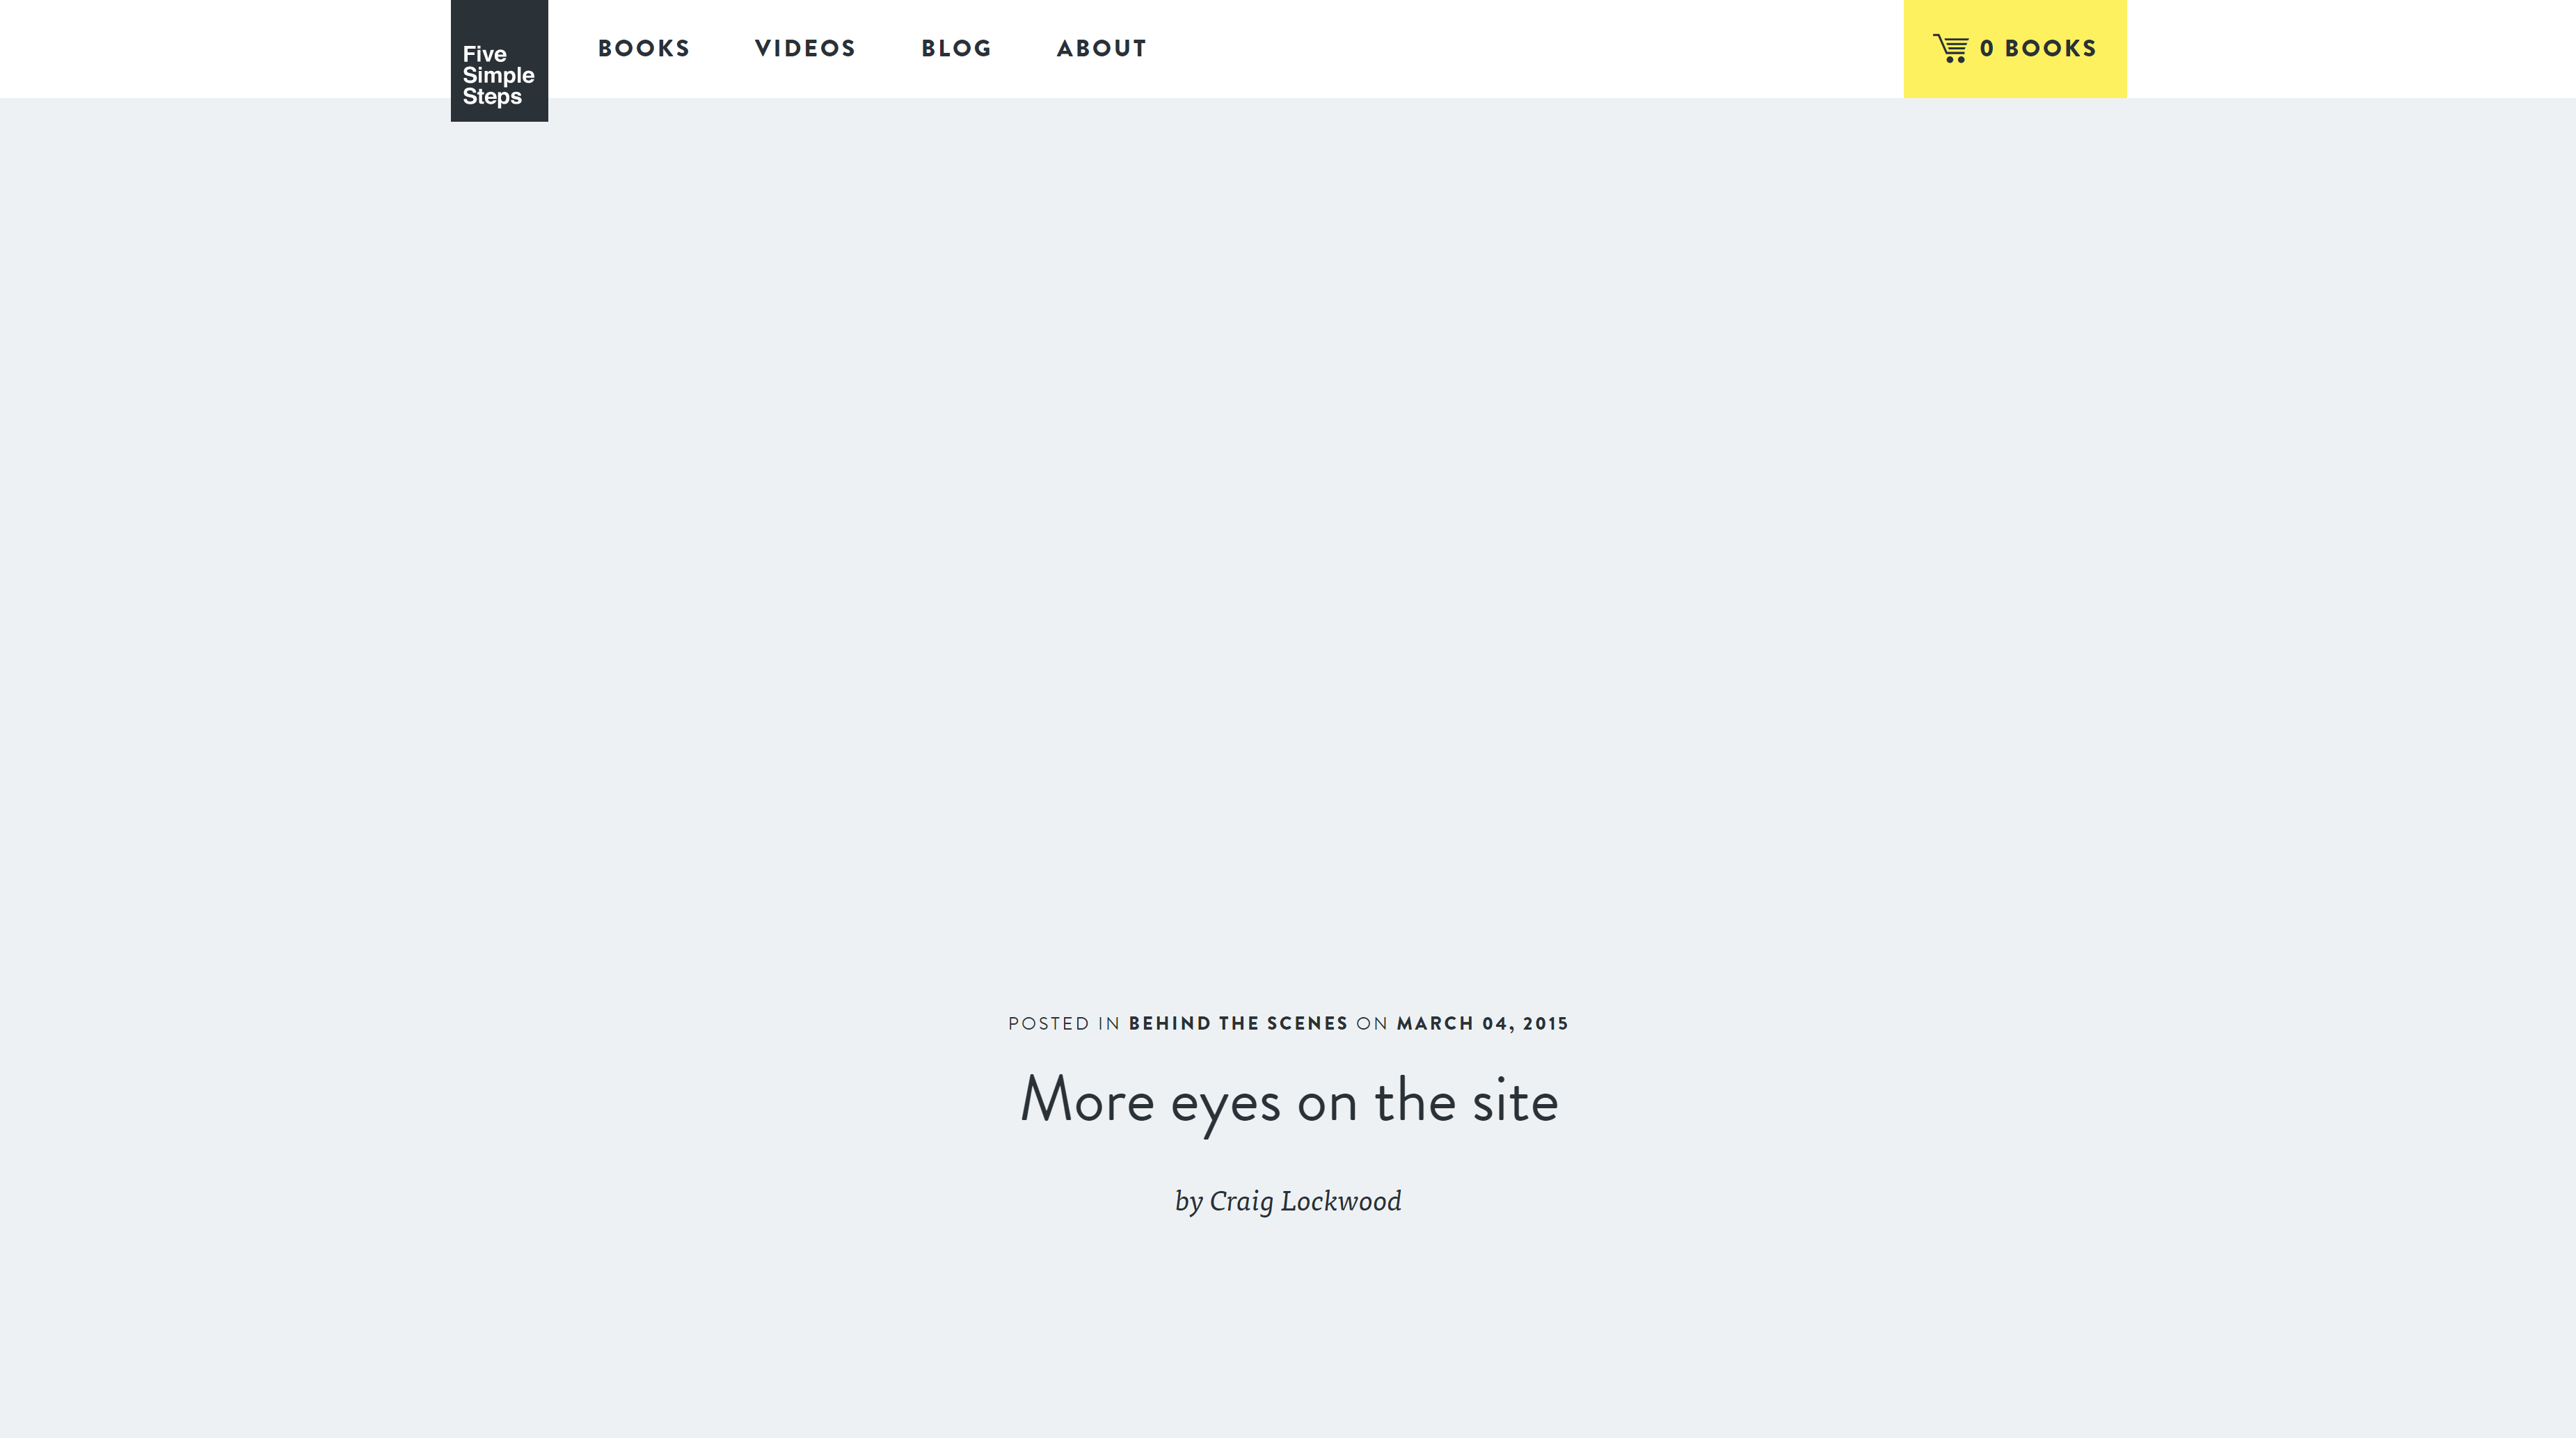 Five
Simple
Steps
BOOKS VIDEOS BLOG ABOUT
0 BOOKS
POSTED IN BEHIND THE SCENES ON MARCH 04, 2015
More eyes on the site
by Craig Lockwood